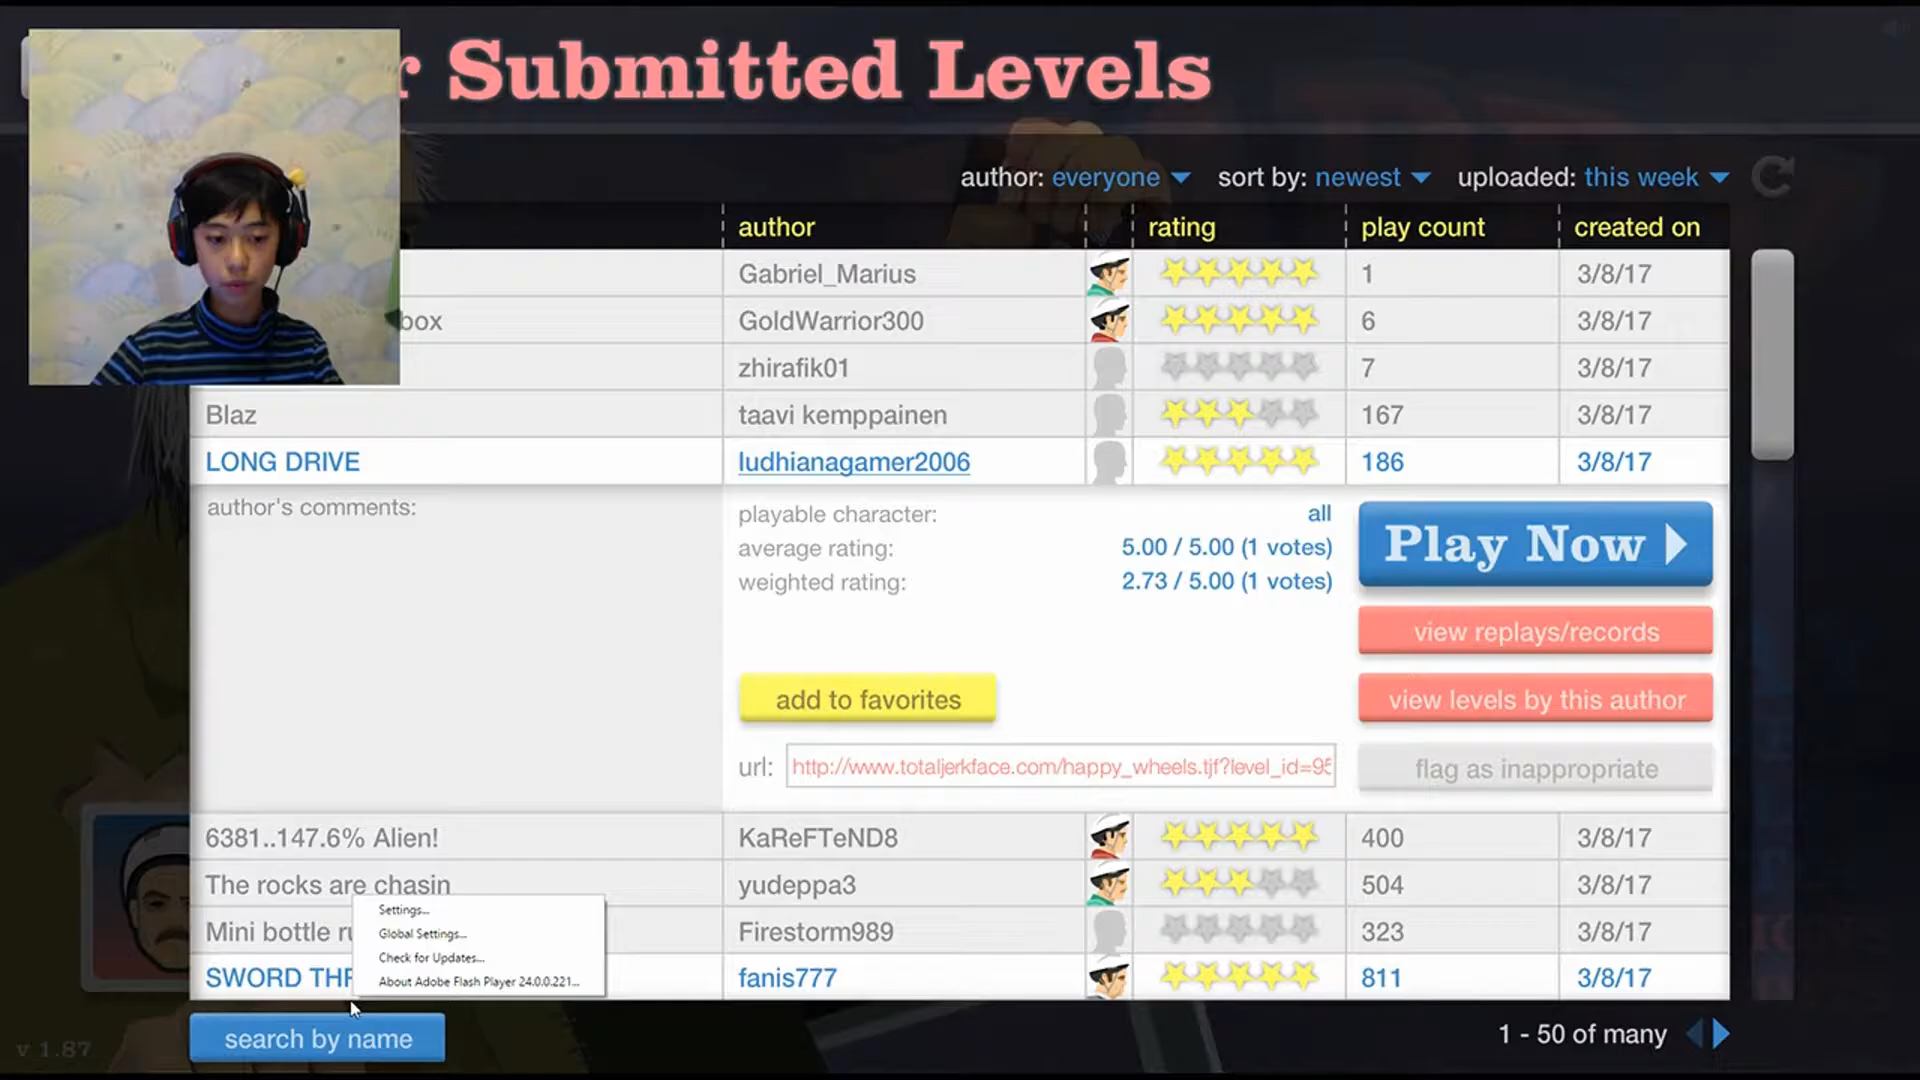 r Submitted Levels
author: everyone sort by: newest uploaded: this week
author rating play count created on
Gabriel_Marius 1 3/8/17
box GoldWarrior300 6 3/8/17
zhirafik01 7 3/8/17
Blaz taavi kemppainen 167 3/8/17
LONG DRIVE ludhianagamer2006 186 3/8/17
author's comments:
playable character: all
average rating: 5.00 / 5.00 (1 votes)
weighted rating: 2.73 / 5.00 (1 votes)
Play Now
view replays/records
add to favorites
view levels by this author
url: http://www.totaljerkface.com/happy_wheels.tjf?level_id=95
flag as inappropriate
6381..147.6% Alien! KaReFTeND8 400 3/8/17
The rocks are chasin yudeppa3 504 3/8/17
Mini bottle ru Firestorm989 323 3/8/17
SWORD THR fanis777 811 3/8/17
Settings...
Global Settings...
Check for Updates...
About Adobe Flash Player 24.0.0.221...
search by name
1 - 50 of many
v 1.87